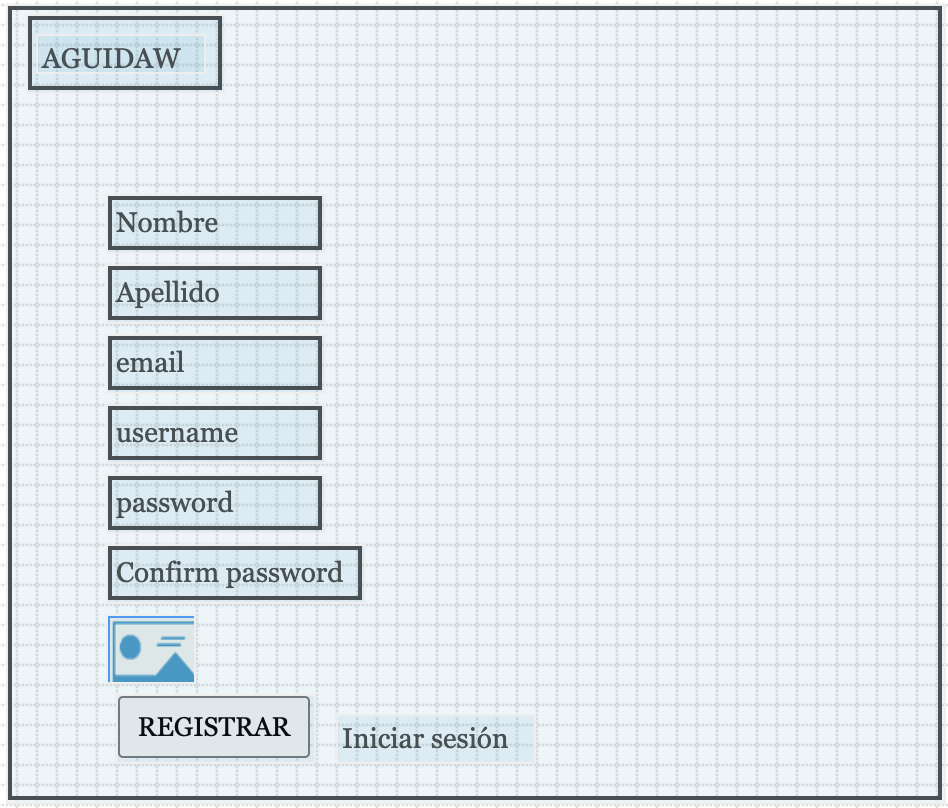 AGUIDAW
Nombre
Apellido
email
username
password
Confirm password
REGISTRAR
Iniciar sesión